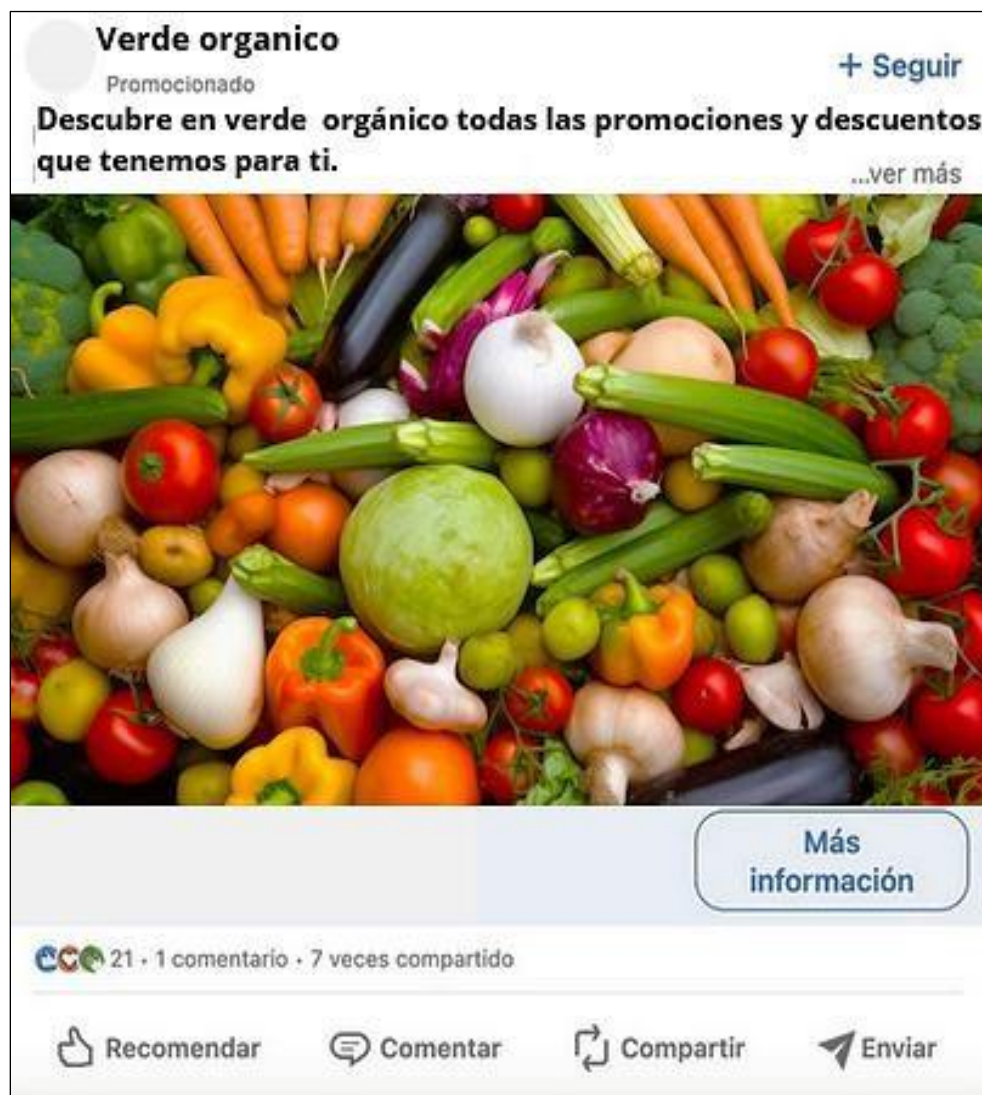 Verde organico
+ Seguir
Promocionado
Descubre en verde orgánico todas las promociones y descuentos
que tenemos para ti.
...ver más
Más
información
21 · 1 comentario · 7 veces compartido
Recomendar Comentar Compartir Enviar